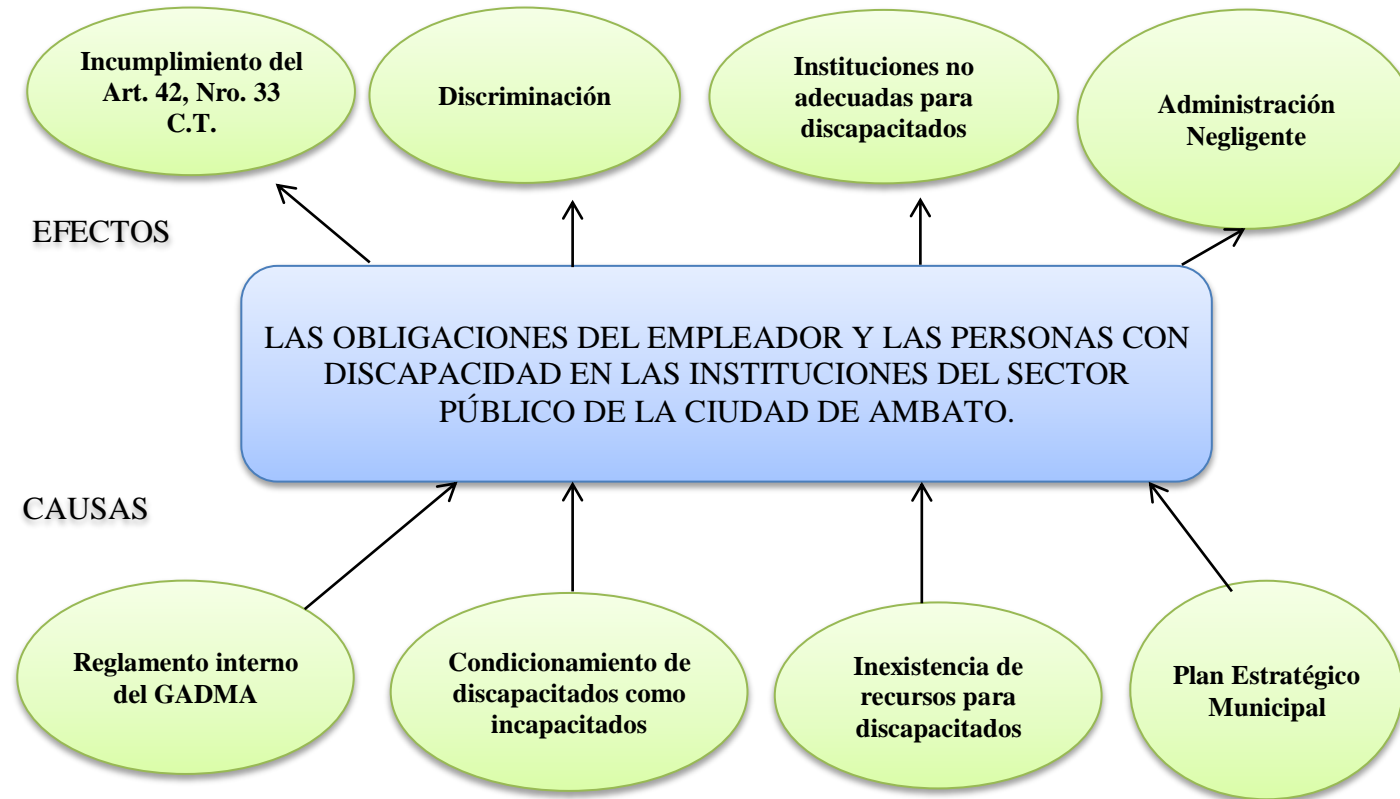 Incumplimiento del
Art. 42, Nro. 33
C.T.
Discriminación
Instituciones no
adecuadas para
discapacitados
Administración
Negligente
EFECTOS
LAS OBLIGACIONES DEL EMPLEADOR Y LAS PERSONAS CON
DISCAPACIDAD EN LAS INSTITUCIONES DEL SECTOR
PÚBLICO DE LA CIUDAD DE AMBATO.
CAUSAS
Reglamento interno
del GADMA
Condicionamiento de
discapacitados como
incapacitados
Inexistencia de
recursos para
discapacitados
Plan Estratégico
Municipal